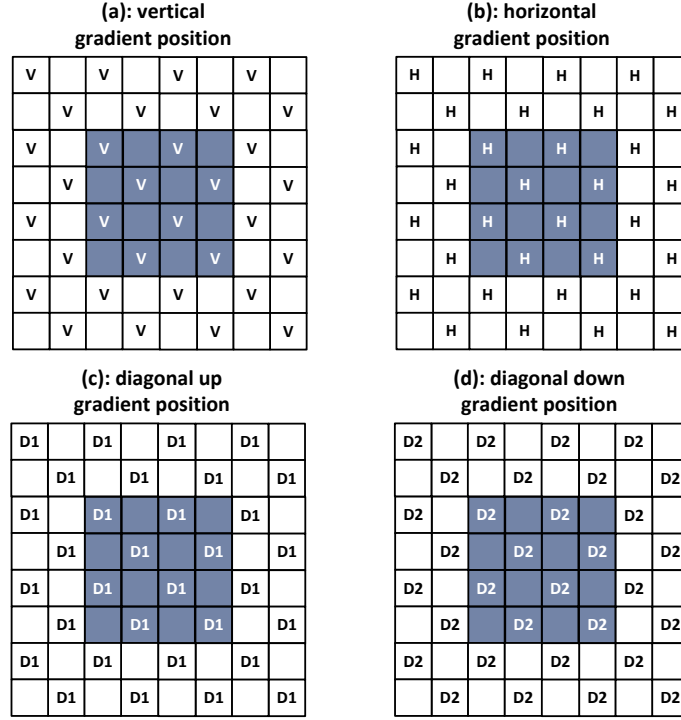 (a): vertical
gradient position
V V V V
V V V V
V V V V
V V V V
V V V V
V V V V
V V V V
V V V V
(b): horizontal
gradient position
H H H H
H H H H
H H H H
H H H H
H H H H
H H H H
H H H H
H H H H
(c): diagonal up
gradient position
D1 D1 D1 D1
D1 D1 D1 D1
D1 D1 D1 D1
D1 D1 D1 D1
D1 D1 D1 D1
D1 D1 D1 D1
D1 D1 D1 D1
D1 D1 D1 D1
(d): diagonal down
gradient position
D2 D2 D2 D2
D2 D2 D2 D2
D2 D2 D2 D2
D2 D2 D2 D2
D2 D2 D2 D2
D2 D2 D2 D2
D2 D2 D2 D2
D2 D2 D2 D2